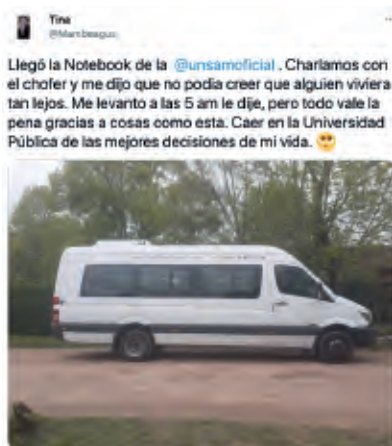 Tina
Llegó la Notebook de la @unsamoficial . Charlamos con
el chofer y me dijo que no podia creer que alguien viviera
tan lejos. Me levanto a las 5 am le dije, pero todo vale la
pena gracias a cosas como esta. Caer en la Universidad
Pública de las mejores decisiones de mi vida. 🥹